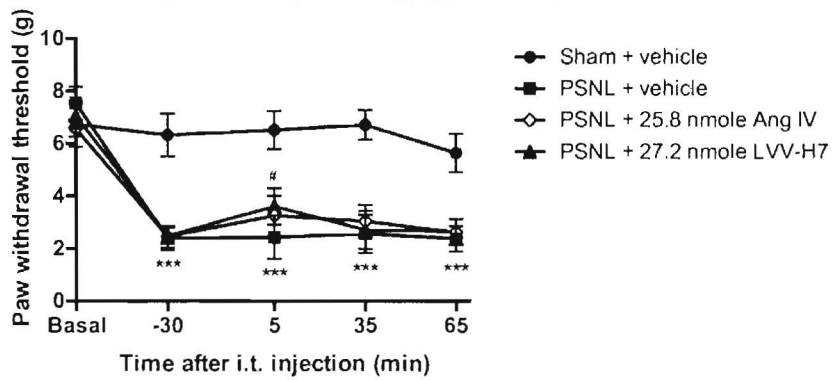 Paw withdrawal threshold (g)
10
8
6
4
2
0
#
***
***
***
***
Basal
-30
5
35
65
Time after i.t. injection (min)
Sham + vehicle
PSNL + vehicle
PSNL + 25.8 nmole Ang IV
PSNL + 27.2 nmole LVV-H7